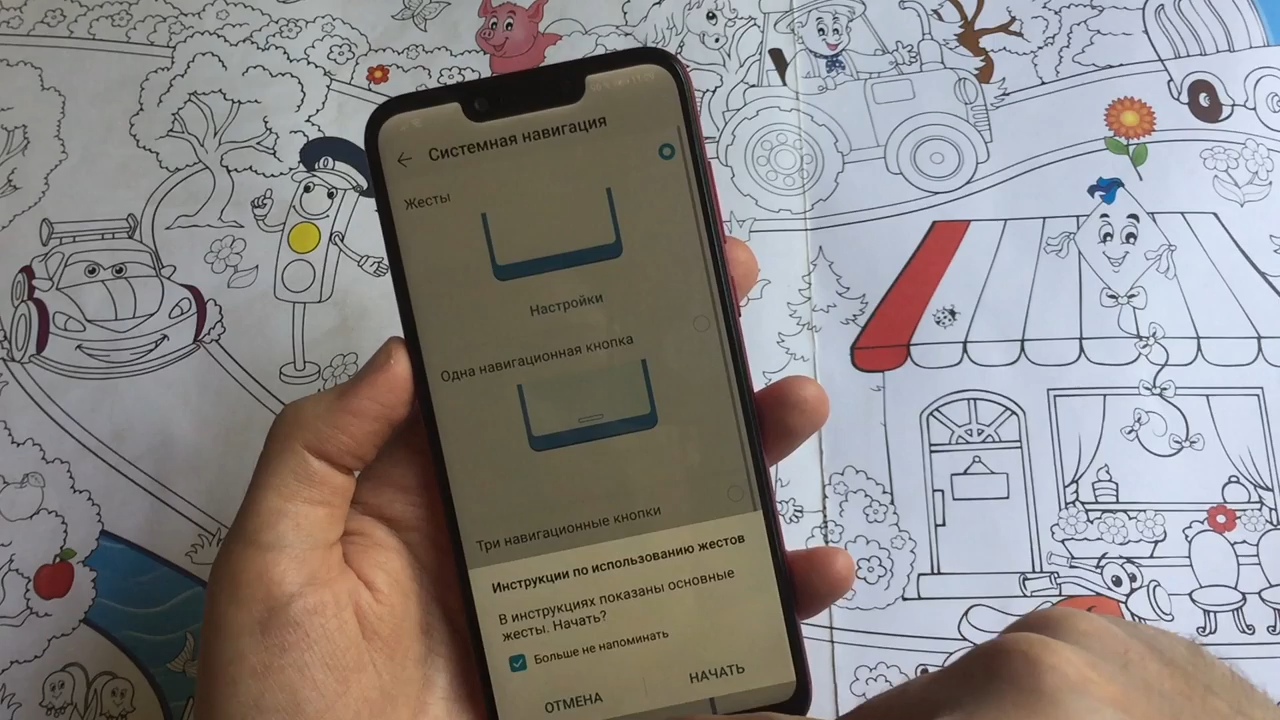 Системная навигация
Жесты
Настройки
Одна навигационная кнопка
Три навигационные кнопки
Инструкции по использованию жестов
В инструкциях показаны основные
жесты. Начать?
Больше не напоминать
ОТМЕНА
НАЧАТЬ